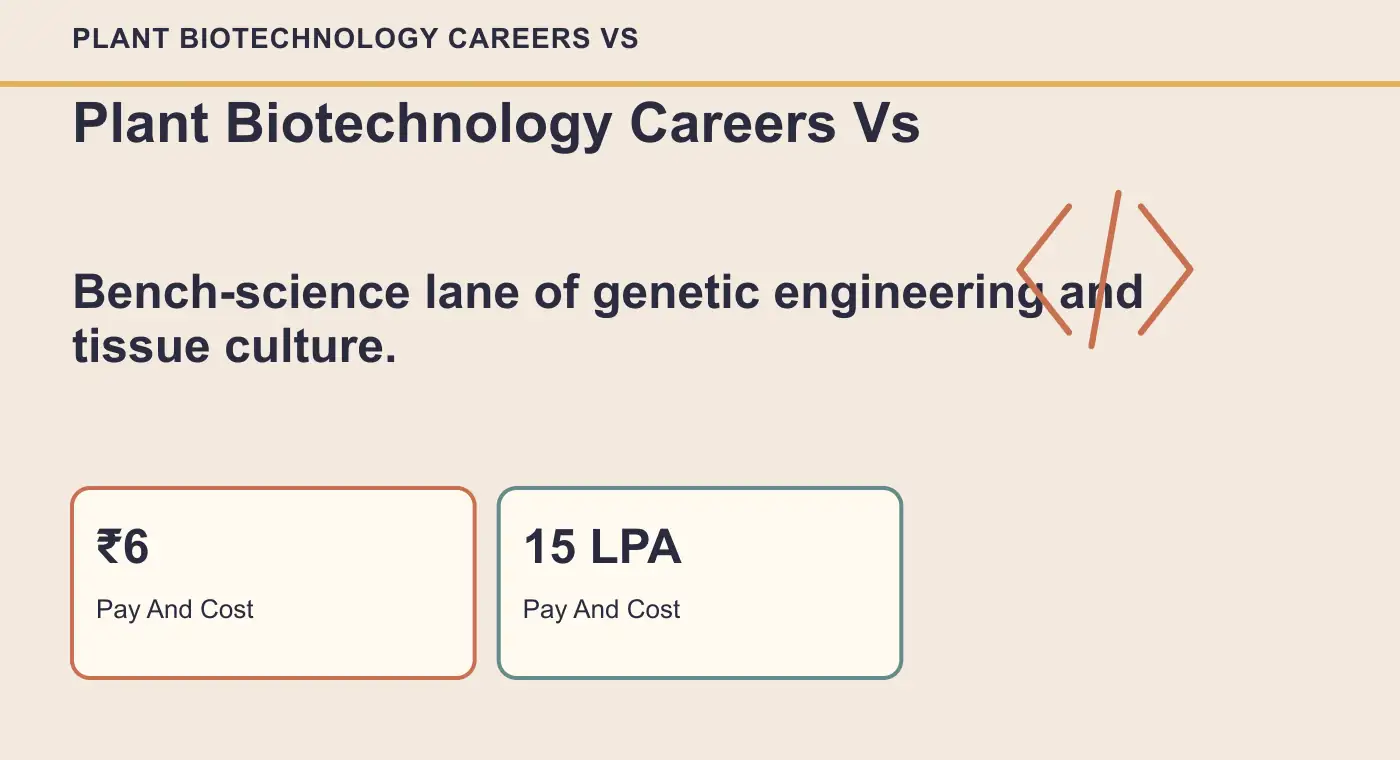 PLANT BIOTECHNOLOGY CAREERS VS
Plant Biotechnology Careers Vs
Bench-science lane of genetic engineering and
tissue culture.
₹6
Pay And Cost
15 LPA
Pay And Cost